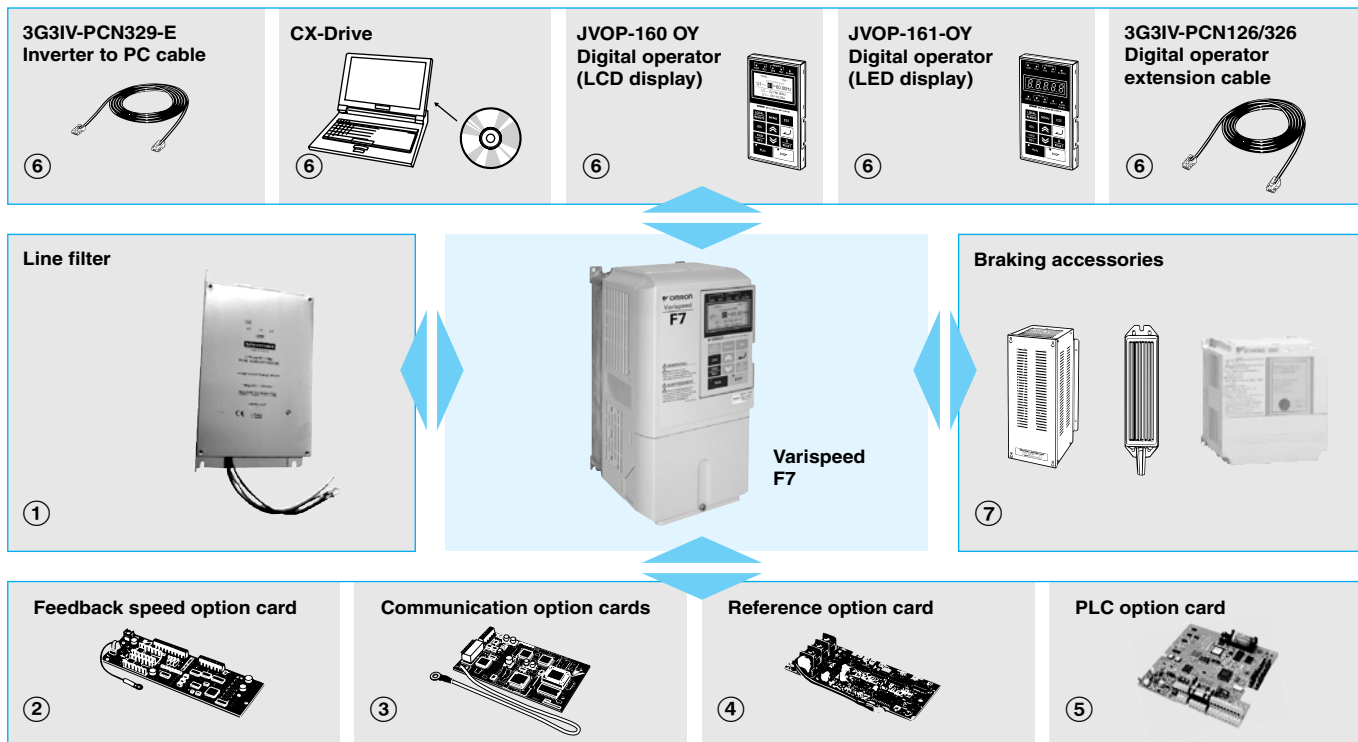 3G3IV-PCN329-E
Inverter to PC cable
⑥
CX-Drive
⑥
JVOP-160 OY
Digital operator
(LCD display)
⑥
JVOP-161-OY
Digital operator
(LED display)
⑥
3G3IV-PCN126/326
Digital operator
extension cable
⑥
Line filter
①
OMRON
Varispeed
F7
Varispeed
F7
Braking accessories
⑦
Feedback speed option card
②
Communication option cards
③
Reference option card
④
PLC option card
⑤